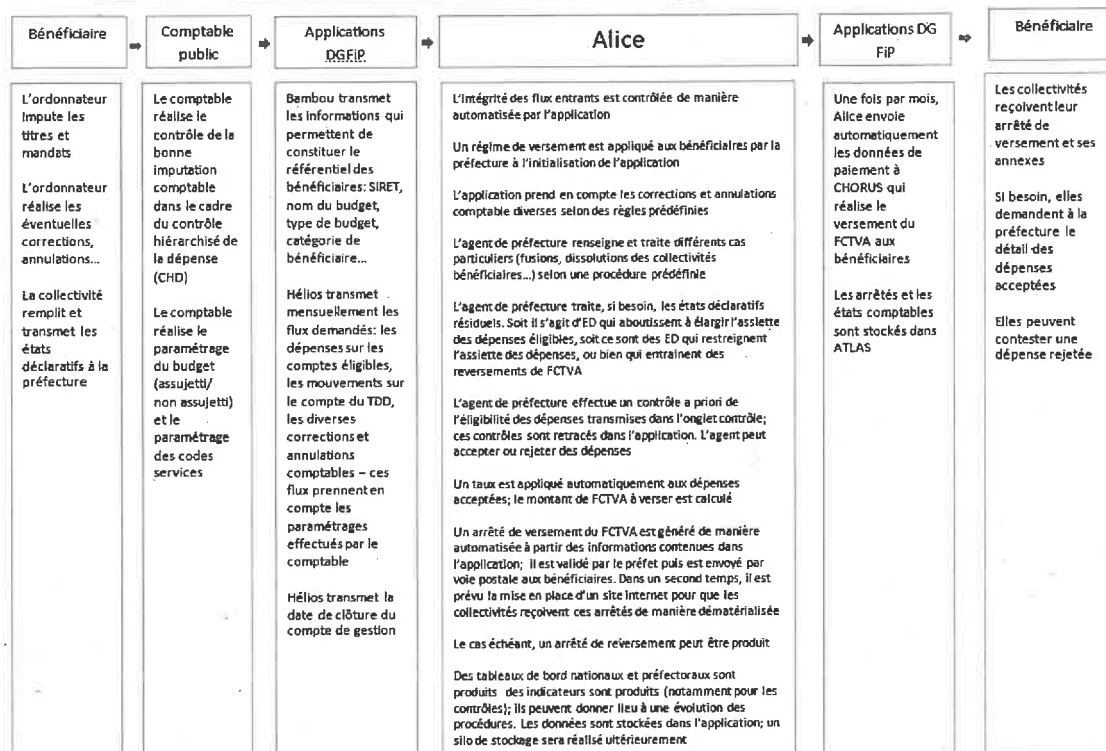 Bénéficiaire
Comptable
public
Applications
DGFiP
Alice
Applications DG
FiP
Bénéficiaire
L'ordonnateur
impute les
titres et
mandats
L'ordonnateur
réalise les
éventuelles
corrections,
annulations...
La collectivité
remplit et
transmet les
états
déclaratifs à la
préfecture
Le comptable
réalise le
contrôle de la
bonne
imputation
comptable
dans le cadre
du contrôle
hiérarchisé de
la dépense
(CHD)
Le comptable
réalise le
paramétrage
du budget
(assujetti/
non assujetti)
et le
paramétrage
des codes
services
Bambou transmet
les informations qui
permettent de
constituer le
référentiel des
bénéficiaires: SIRET,
nom du budget,
type de budget,
catégorie de
bénéficiaire...
Hélios transmet
mensuellement les
flux demandés: les
dépenses sur les
comptes éligibles,
les mouvements sur
le compte du TDD,
les diverses
corrections et
annulations
comptables – ces
flux prennent en
compte les
paramétrages
effectués par le
comptable
Hélios transmet la
date de clôture du
compte de gestion
L'intégrité des flux entrants est contrôlée de manière
automatisée par l'application
Un régime de versement est appliqué aux bénéficiaires par la
préfecture à l'initialisation de l'application
L'application prend en compte les corrections et annulations
comptable diverses selon des règles prédéfinies
L'agent de préfecture renseigne et traite différents cas
particuliers (fusions, dissolutions des collectivités
bénéficiaires...) selon une procédure prédéfinie
L'agent de préfecture traite, si besoin, les états déclaratifs
résiduels. Soit il s'agit d'ED qui aboutissent à élargir l'assiette
des dépenses éligibles, soit ce sont des ED qui restreignent
l'assiette des dépenses, ou bien qui entrainent des
reversements de FCTVA
L'agent de préfecture effectue un contrôle a priori de
l'éligibilité des dépenses transmises dans l'onglet contrôle;
ces contrôles sont retracés dans l'application. L'agent peut
accepter ou rejeter des dépenses
Un taux est appliqué automatiquement aux dépenses
acceptées; le montant de FCTVA à verser est calculé
Un arrêté de versement du FCTVA est généré de manière
automatisée à partir des informations contenues dans
l'application; il est validé par le préfet puis est envoyé par
voie postale aux bénéficiaires. Dans un second temps, il est
prévu la mise en place d'un site internet pour que les
collectivités reçoivent ces arrêtés de manière dématérialisée
Le cas échéant, un arrêté de reversement peut être produit
Des tableaux de bord nationaux et préfectoraux sont
produits des indicateurs sont produits (notamment pour les
contrôles); ils peuvent donner lieu à une évolution des
procédures. Les données sont stockées dans l'application; un
silo de stockage sera réalisé ultérieurement
Une fois par mois,
Alice envoie
automatiquement
les données de
paiement à
CHORUS qui
réalise le
versement du
FCTVA aux
bénéficiaires
Les arrêtés et les
états comptables
sont stockés dans
ATLAS
Les collectivités
reçoivent leur
arrêté de
versement et ses
annexes
Si besoin, elles
demandent à la
préfecture le
détail des
dépenses
acceptées
Elles peuvent
contester une
dépense rejetée